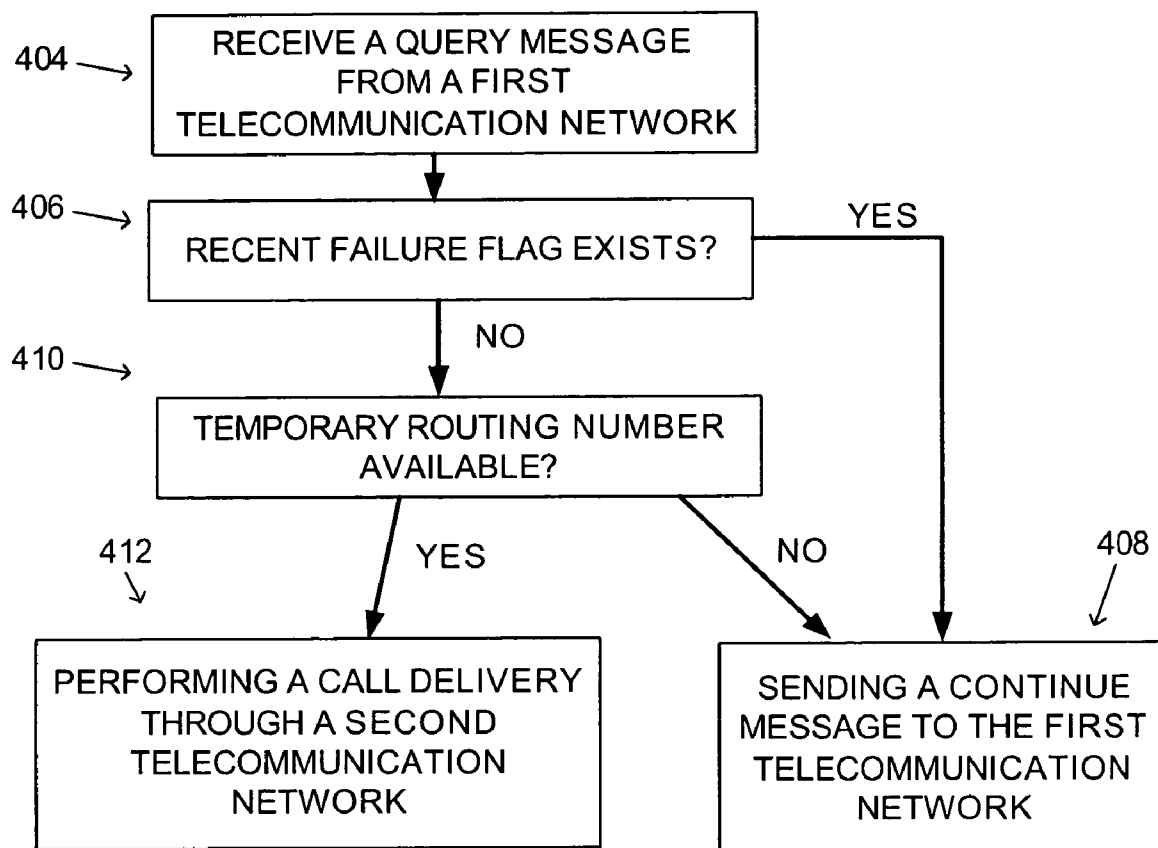 404
RECEIVE A QUERY MESSAGE
FROM A FIRST
TELECOMMUNICATION NETWORK
406
RECENT FAILURE FLAG EXISTS?
YES
NO
410
TEMPORARY ROUTING NUMBER
AVAILABLE?
412
YES
NO
408
PERFORMING A CALL DELIVERY
THROUGH A SECOND
TELECOMMUNICATION
NETWORK
SENDING A CONTINUE
MESSAGE TO THE FIRST
TELECOMMUNICATION
NETWORK